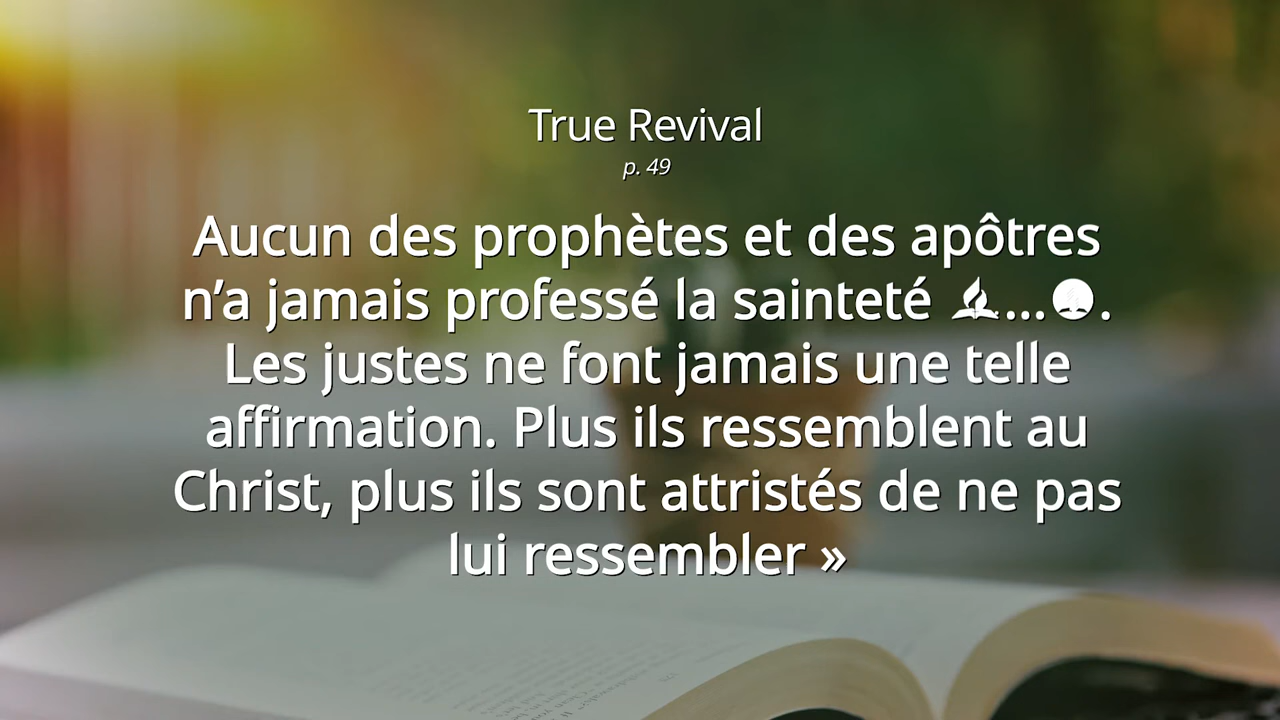 True Revival
p. 49
Aucun des prophètes et des apôtres
n’a jamais professé la sainteté ... .
Les justes ne font jamais une telle
affirmation. Plus ils ressemblent au
Christ, plus ils sont attristés de ne pas
lui ressembler »